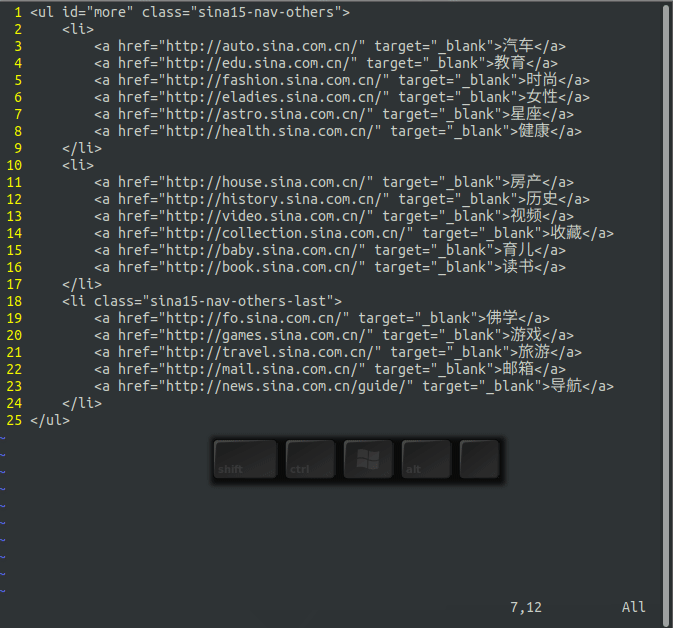 1 <ul id="more" class="sina15-nav-others">
2     <li>
3         <a href="http://auto.sina.com.cn/" target="_blank">汽车</a>
4         <a href="http://edu.sina.com.cn/" target="_blank">教育</a>
5         <a href="http://fashion.sina.com.cn/" target="_blank">时尚</a>
6         <a href="http://eladies.sina.com.cn/" target="_blank">女性</a>
7         <a href="http://astro.sina.com.cn/" target="_blank">星座</a>
8         <a href="http://health.sina.com.cn/" target="_blank">健康</a>
9     </li>
10     <li>
11         <a href="http://house.sina.com.cn/" target="_blank">房产</a>
12         <a href="http://history.sina.com.cn/" target="_blank">历史</a>
13         <a href="http://video.sina.com.cn/" target="_blank">视频</a>
14         <a href="http://collection.sina.com.cn/" target="_blank">收藏</a>
15         <a href="http://baby.sina.com.cn/" target="_blank">育儿</a>
16         <a href="http://book.sina.com.cn/" target="_blank">读书</a>
17     </li>
18     <li class="sina15-nav-others-last">
19         <a href="http://fo.sina.com.cn/" target="_blank">佛学</a>
20         <a href="http://games.sina.com.cn/" target="_blank">游戏</a>
21         <a href="http://travel.sina.com.cn/" target="_blank">旅游</a>
22         <a href="http://mail.sina.com.cn/" target="_blank">邮箱</a>
23         <a href="http://news.sina.com.cn/guide/" target="_blank">导航</a>
24     </li>
25 </ul>
~
~
~
~
~
~
~
~
~
~
shift ctrl alt
7,12 All